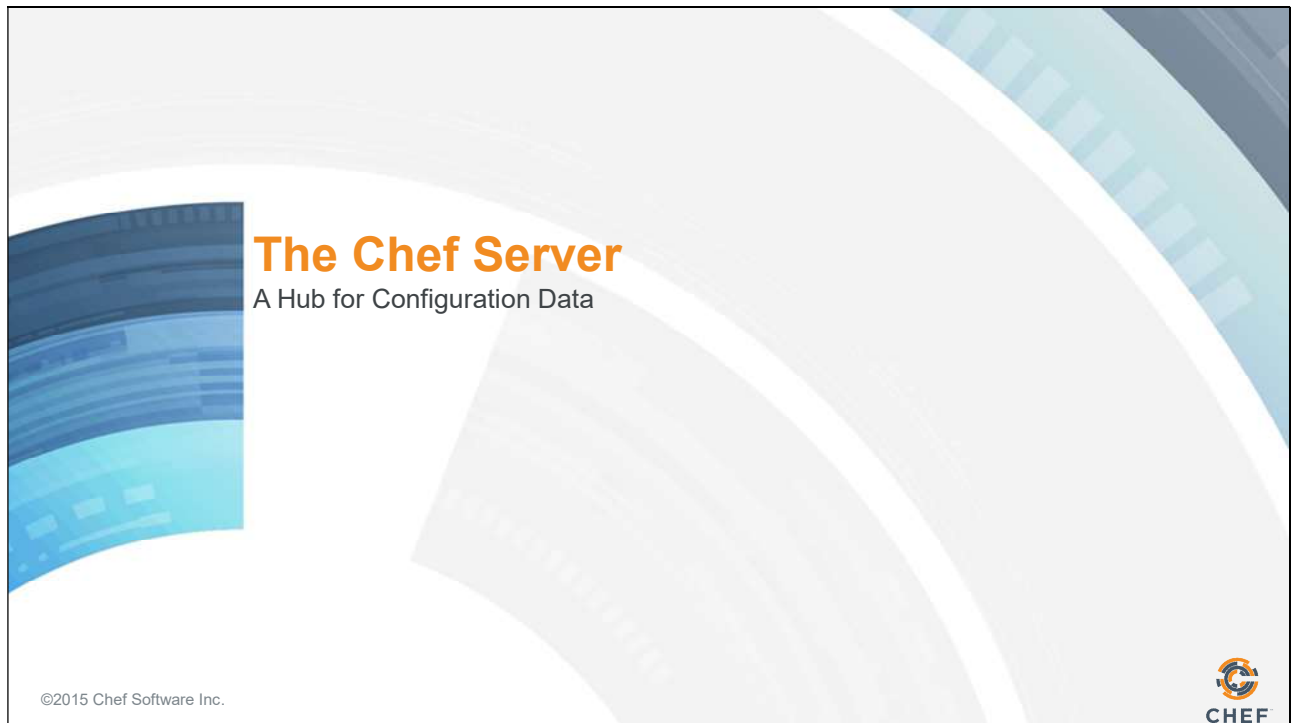 The Chef Server
A Hub for Configuration Data
©2015 Chef Software Inc.
CHEF